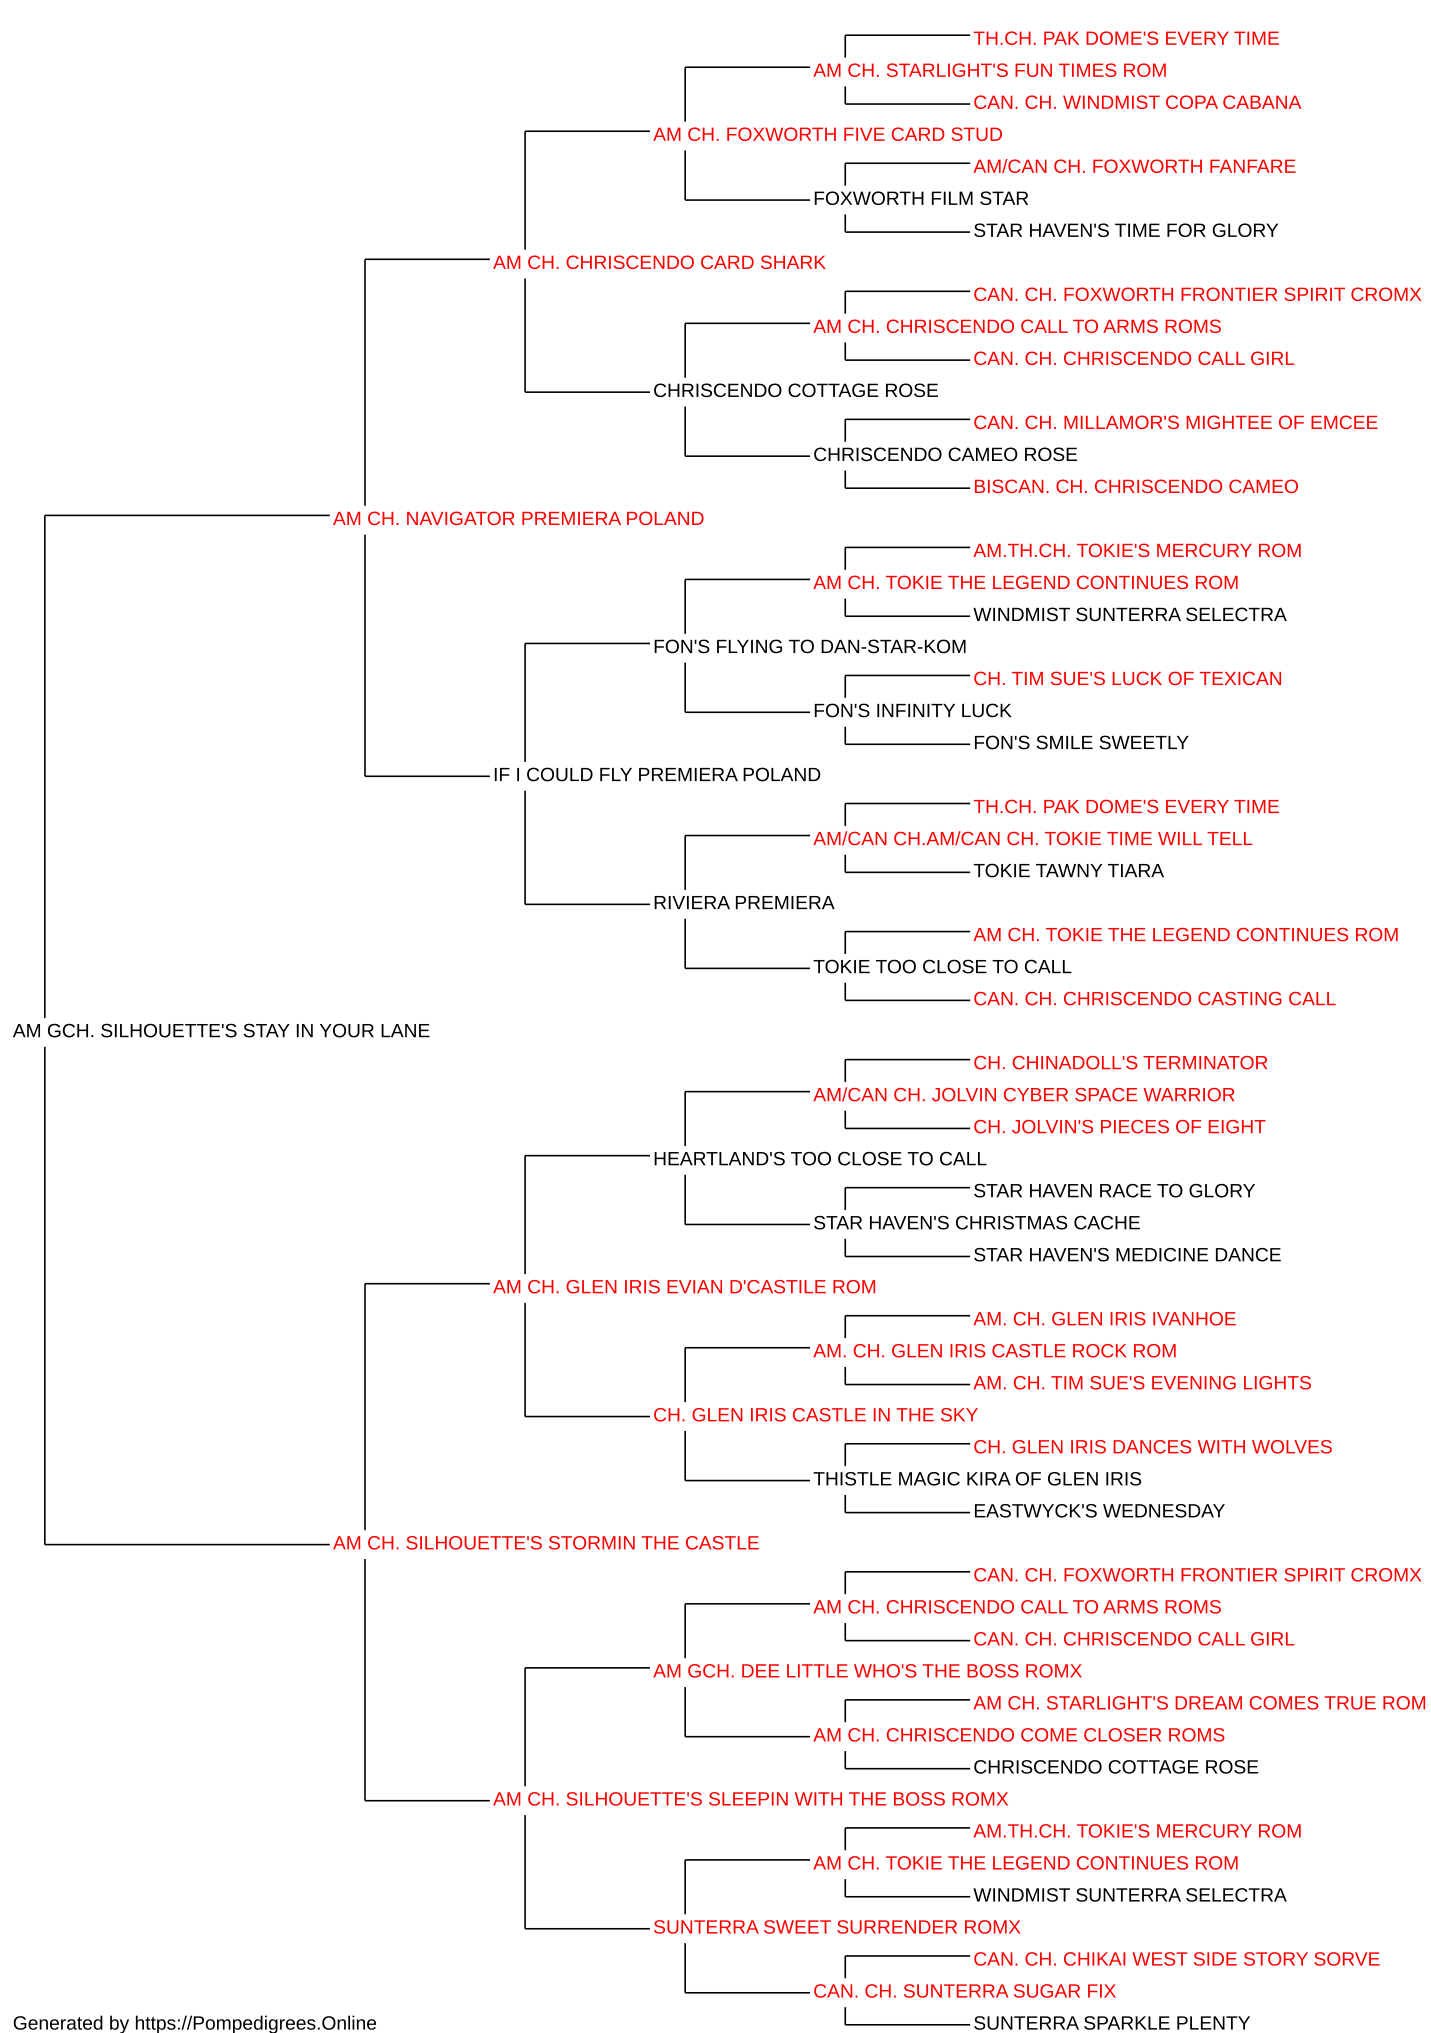 TH.CH. PAK DOME'S EVERY TIME
AM CH. STARLIGHT'S FUN TIMES ROM
CAN. CH. WINDMIST COPA CABANA
AM CH. FOXWORTH FIVE CARD STUD
AM/CAN CH. FOXWORTH FANFARE
FOXWORTH FILM STAR
STAR HAVEN'S TIME FOR GLORY
AM CH. CHRISCENDO CARD SHARK
CAN. CH. FOXWORTH FRONTIER SPIRIT CROMX
AM CH. CHRISCENDO CALL TO ARMS ROMS
CAN. CH. CHRISCENDO CALL GIRL
CHRISCENDO COTTAGE ROSE
CAN. CH. MILLAMOR'S MIGHTEE OF EMCEE
CHRISCENDO CAMEO ROSE
BISCAN. CH. CHRISCENDO CAMEO
AM CH. NAVIGATOR PREMIERA POLAND
AM.TH.CH. TOKIE'S MERCURY ROM
AM CH. TOKIE THE LEGEND CONTINUES ROM
WINDMIST SUNTERRA SELECTRA
FON'S FLYING TO DAN-STAR-KOM
CH. TIM SUE'S LUCK OF TEXICAN
FON'S INFINITY LUCK
FON'S SMILE SWEETLY
IF I COULD FLY PREMIERA POLAND
TH.CH. PAK DOME'S EVERY TIME
AM/CAN CH.AM/CAN CH. TOKIE TIME WILL TELL
TOKIE TAWNY TIARA
RIVIERA PREMIERA
AM CH. TOKIE THE LEGEND CONTINUES ROM
TOKIE TOO CLOSE TO CALL
CAN. CH. CHRISCENDO CASTING CALL
AM GCH. SILHOUETTE'S STAY IN YOUR LANE
CH. CHINADOLL'S TERMINATOR
AM/CAN CH. JOLVIN CYBER SPACE WARRIOR
CH. JOLVIN'S PIECES OF EIGHT
HEARTLAND'S TOO CLOSE TO CALL
STAR HAVEN RACE TO GLORY
STAR HAVEN'S CHRISTMAS CACHE
STAR HAVEN'S MEDICINE DANCE
AM CH. GLEN IRIS EVIAN D'CASTILE ROM
AM. CH. GLEN IRIS IVANHOE
AM. CH. GLEN IRIS CASTLE ROCK ROM
AM. CH. TIM SUE'S EVENING LIGHTS
CH. GLEN IRIS CASTLE IN THE SKY
CH. GLEN IRIS DANCES WITH WOLVES
THISTLE MAGIC KIRA OF GLEN IRIS
EASTWYCK'S WEDNESDAY
AM CH. SILHOUETTE'S STORMIN THE CASTLE
CAN. CH. FOXWORTH FRONTIER SPIRIT CROMX
AM CH. CHRISCENDO CALL TO ARMS ROMS
CAN. CH. CHRISCENDO CALL GIRL
AM GCH. DEE LITTLE WHO'S THE BOSS ROMX
AM CH. STARLIGHT'S DREAM COMES TRUE ROM
AM CH. CHRISCENDO COME CLOSER ROMS
CHRISCENDO COTTAGE ROSE
AM CH. SILHOUETTE'S SLEEPIN WITH THE BOSS ROMX
AM.TH.CH. TOKIE'S MERCURY ROM
AM CH. TOKIE THE LEGEND CONTINUES ROM
WINDMIST SUNTERRA SELECTRA
SUNTERRA SWEET SURRENDER ROMX
CAN. CH. CHIKAI WEST SIDE STORY SORVE
CAN. CH. SUNTERRA SUGAR FIX
SUNTERRA SPARKLE PLENTY
Generated by https://Pompedigrees.Online